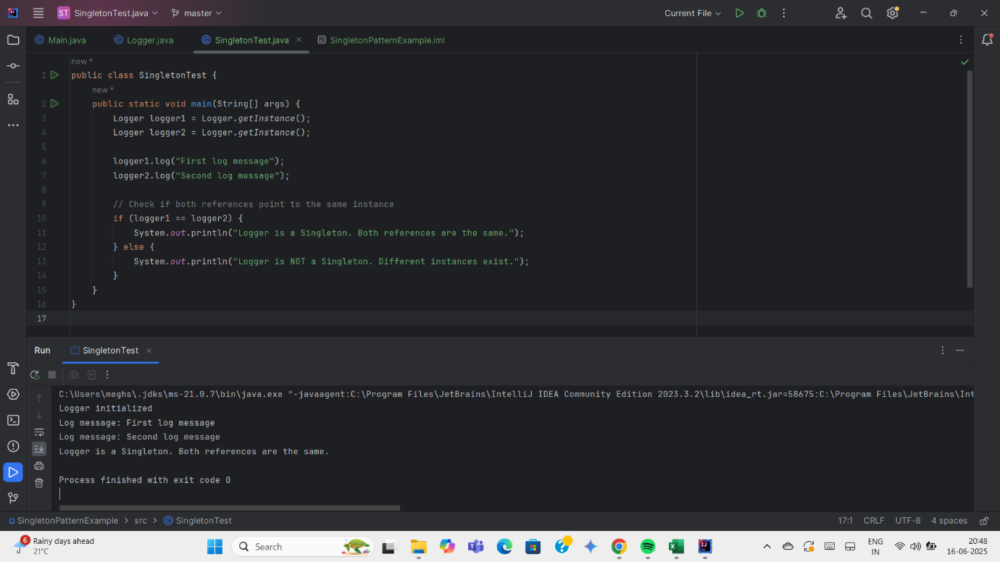 ST SingletonTest.java master Current File
Main.java Logger.java SingletonTest.java SingletonPatternExample.iml
new *
1 public class SingletonTest {
new *
2 public static void main(String[] args) {
3 Logger logger1 = Logger.getInstance();
4 Logger logger2 = Logger.getInstance();
5
6 logger1.log("First log message");
7 logger2.log("Second log message");
8
9 // Check if both references point to the same instance
10 if (logger1 == logger2) {
11 System.out.println("Logger is a Singleton. Both references are the same.");
12 } else {
13 System.out.println("Logger is NOT a Singleton. Different instances exist.");
14 }
15 }
16 }
17
Run SingletonTest
C:\Users\meghs\.jdks\ms-21.0.7\bin\java.exe "-javaagent:C:\Program Files\JetBrains\IntelliJ IDEA Community Edition 2023.3.2\lib\idea_rt.jar=58675:C:\Program Files\JetBrains\Int
Logger initialized
Log message: First log message
Log message: Second log message
Logger is a Singleton. Both references are the same.
Process finished with exit code 0
SingletonPatternExample > src > SingletonTest 17:1 CRLF UTF-8 4 spaces
6 Rainy days ahead
21°C
Search
ENG
IN
20:48
16-06-2025